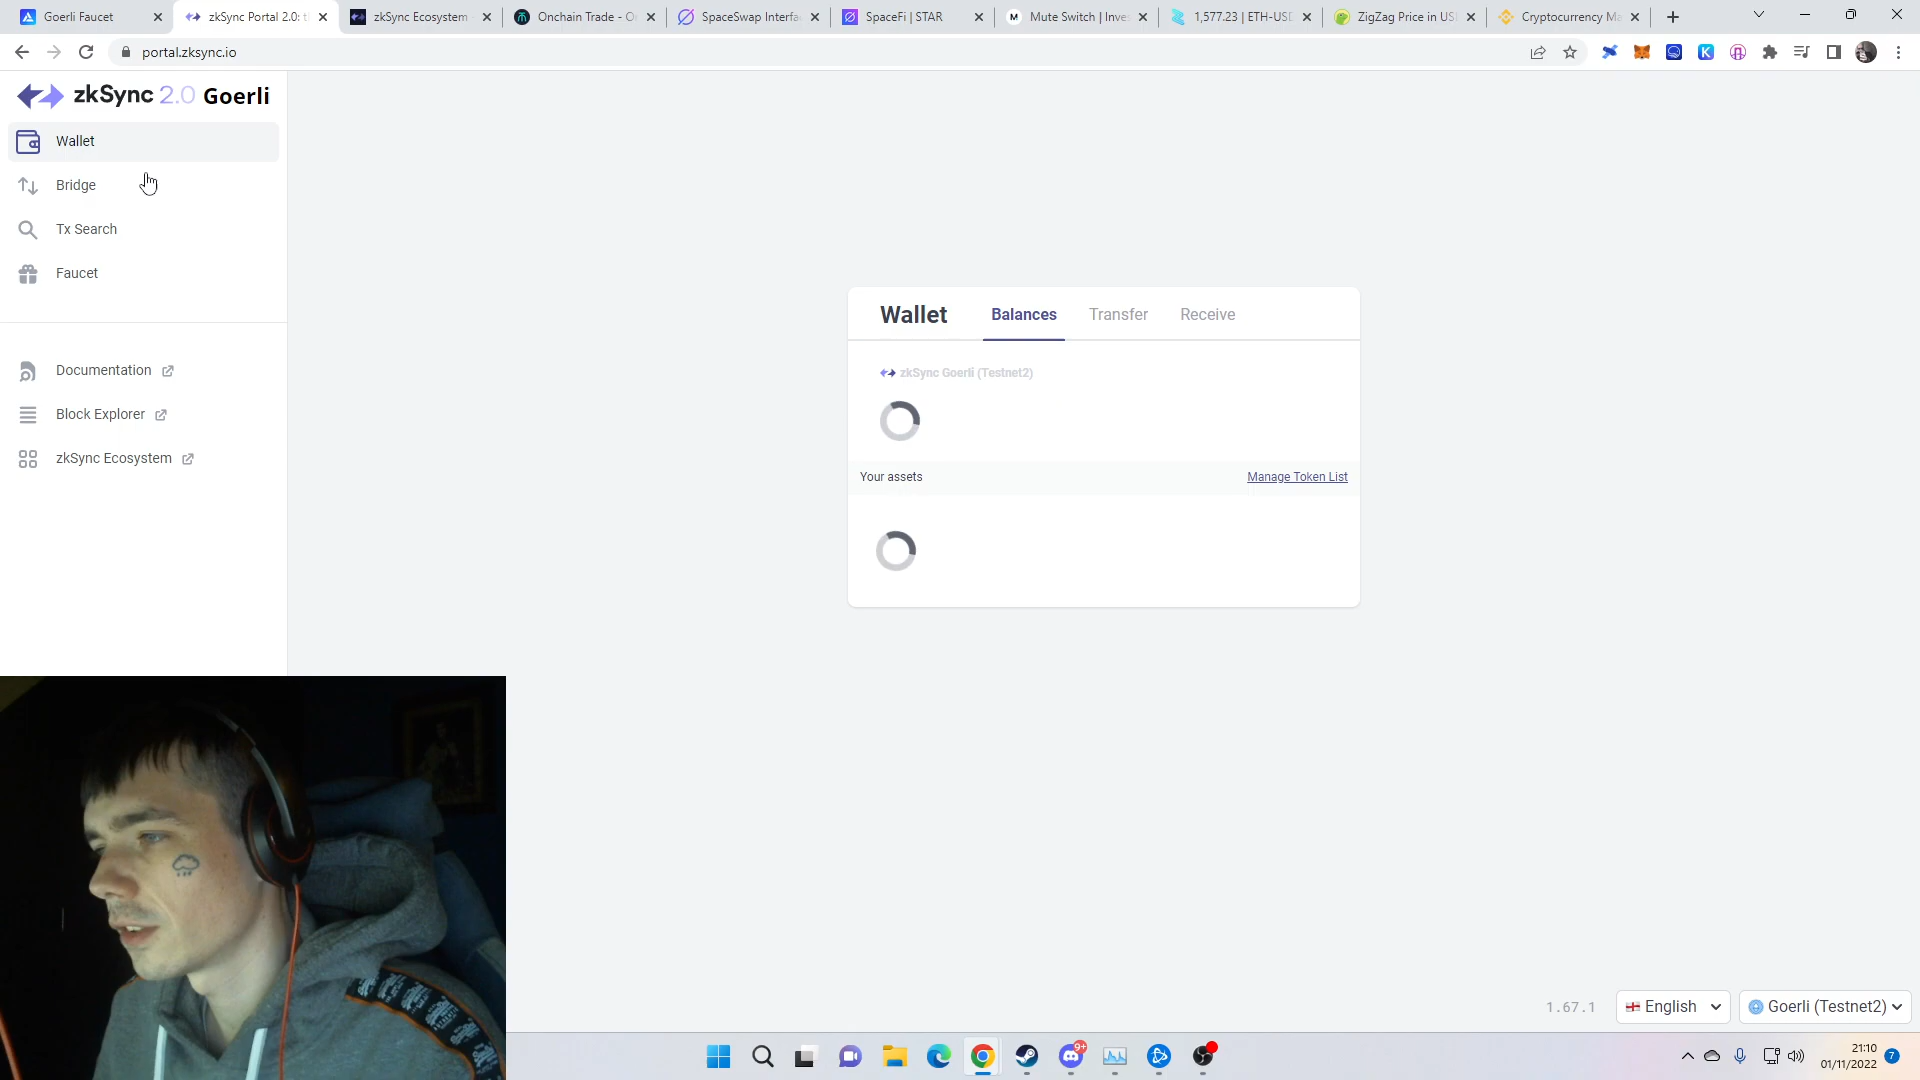 Goerli Faucet
zkSync Portal 2.0: t
zkSync Ecosystem
Onchain Trade - O
SpaceSwap Interfa
SpaceFi | STAR
Mute Switch | Inves
1,577.23 | ETH-USD
ZigZag Price in US
Cryptocurrency Ma
portal.zksync.io
zkSync 2.0 Goerli
Wallet
Bridge
Tx Search
Faucet
Documentation
Block Explorer
zkSync Ecosystem
Wallet
Balances
Transfer
Receive
zkSync Goerli (Testnet2)
Your assets
Manage Token List
1.67.1
English
Goerli (Testnet2)
9+
21:10
01/11/2022
7